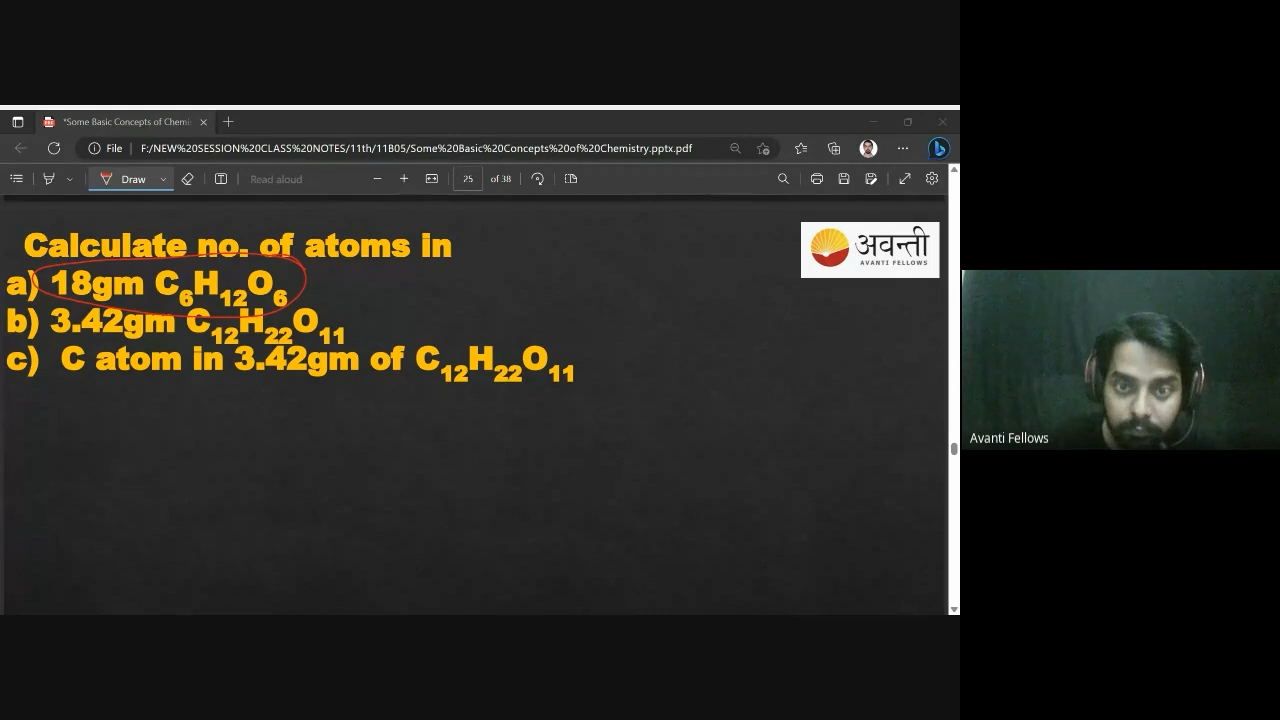 *Some Basic Concepts of Chemi
File F:/NEW%20SESSION%20CLASS%20NOTES/11th/11B05/Some%20Basic%20Concepts%20of%20Chemistry.pptx.pdf
Draw Read aloud 25 of 38
Calculate no. of atoms in
a) 18gm C6H12O6
b) 3.42gm C12H22O11
c) C atom in 3.42gm of C12H22O11
अवन्ती
AVANTI FELLOWS
Avanti Fellows